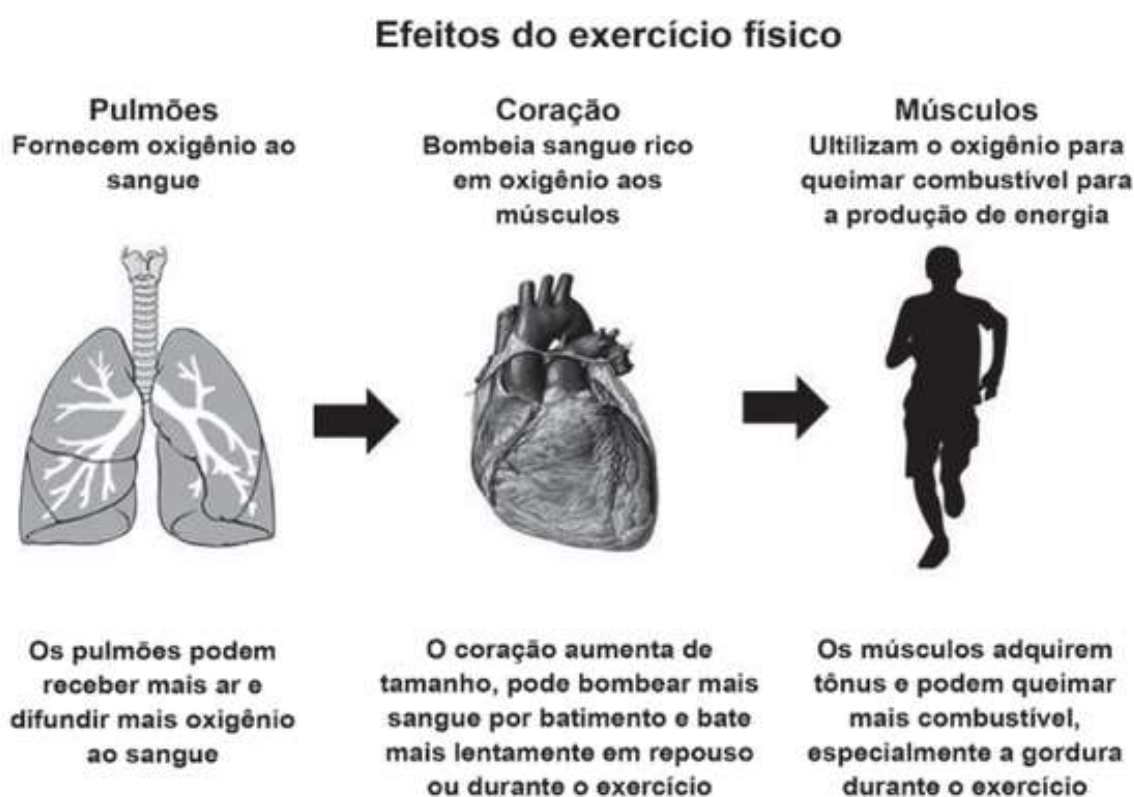 Efeitos do exercício físico
Pulmões
Fornecem oxigênio ao
sangue
Coração
Bombeia sangue rico
em oxigênio aos
músculos
Músculos
Ultilizam o oxigênio para
queimar combustível para
a produção de energia
Os pulmões podem
receber mais ar e
difundir mais oxigênio
ao sangue
O coração aumenta de
tamanho, pode bombear mais
sangue por batimento e bate
mais lentamente em repouso
ou durante o exercício
Os músculos adquirem
tônus e podem queimar
mais combustível,
especialmente a gordura
durante o exercício